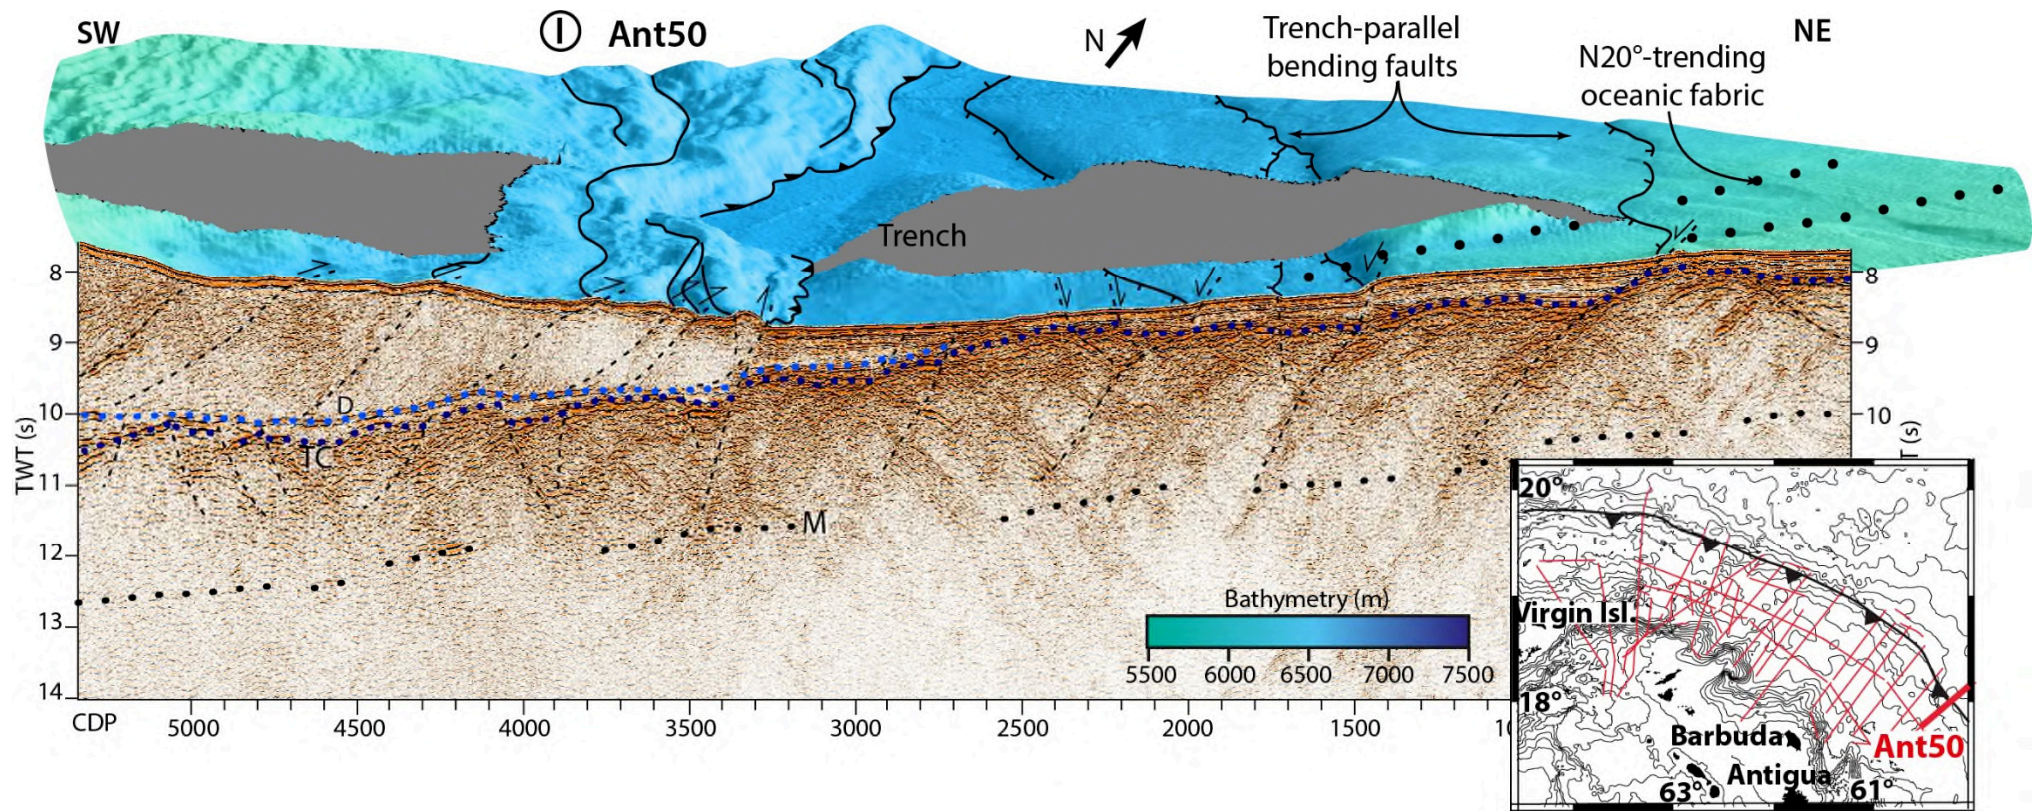 SW
I Ant50
N
Trench-parallel
bending faults
NE
N20°-trending
oceanic fabric
Trench
8
9
10
11
12
13
14
TWT (s)
8
9
10
T (s)
D
TC
M
Bathymetry (m)
5500 6000 6500 7000 7500
CDP 5000 4500 4000 3500 3000 2500 2000 1500 10
20°
Virgin Isl.
18°
Barbuda
Ant50
Antigua
63° 61°